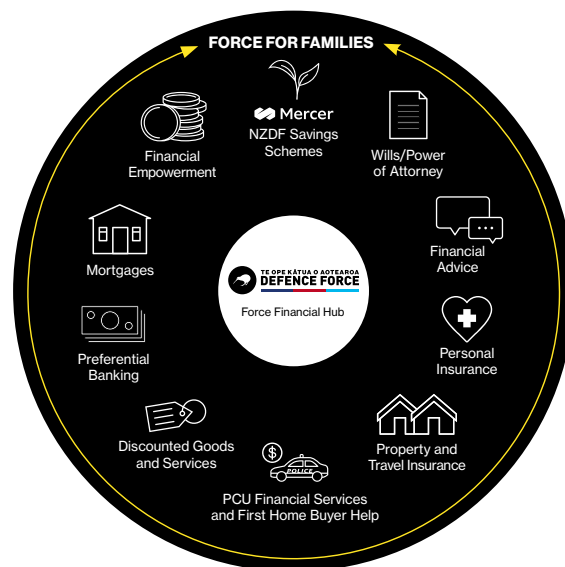 FORCE FOR FAMILIES
Mercer
NZDF Savings
Schemes
Wills/Power
of Attorney
Financial
Advice
Personal
Insurance
Property and
Travel Insurance
$
POLICE
PCU Financial Services
and First Home Buyer Help
Discounted Goods
and Services
Preferential
Banking
Mortgages
Financial
Empowerment
TE OPE KĀTUA O AOTEAROA
DEFENCE FORCE
Force Financial Hub